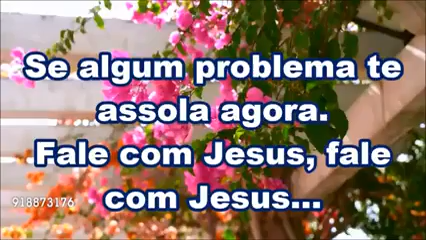 Se algum problema te
assola agora.
Fale com Jesus, fale
com Jesus...
918873176